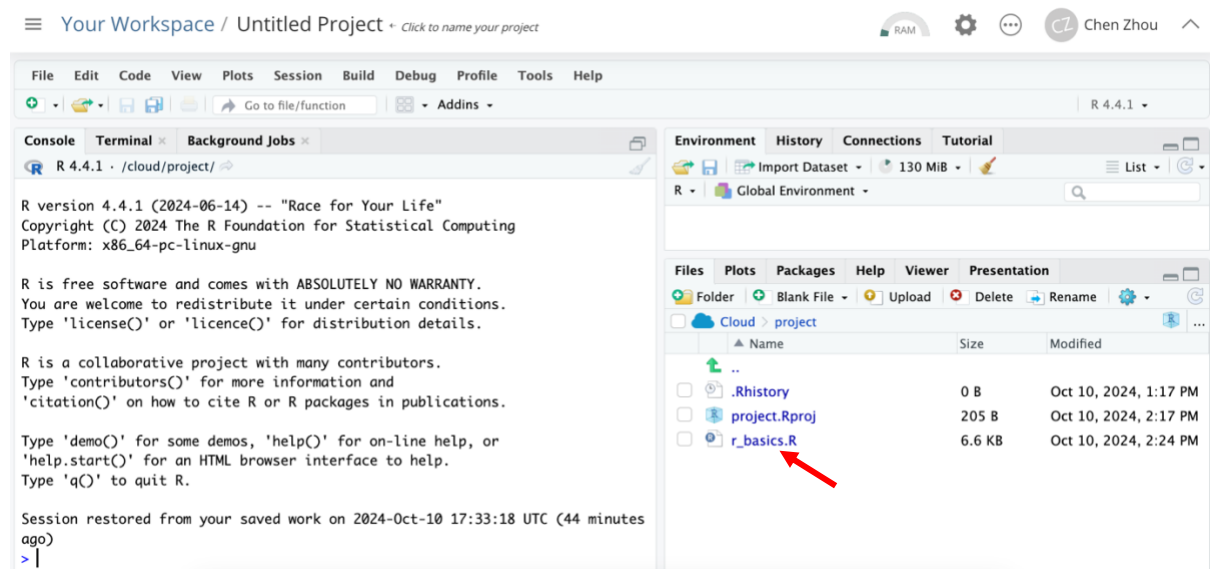 Your Workspace / Untitled Project ← Click to name your project
RAM
CZ Chen Zhou
File Edit Code View Plots Session Build Debug Profile Tools Help
Go to file/function Addins R 4.4.1
Console Terminal × Background Jobs ×
R R 4.4.1 · /cloud/project/
R version 4.4.1 (2024-06-14) -- "Race for Your Life"
Copyright (C) 2024 The R Foundation for Statistical Computing
Platform: x86_64-pc-linux-gnu
R is free software and comes with ABSOLUTELY NO WARRANTY.
You are welcome to redistribute it under certain conditions.
Type 'license()' or 'licence()' for distribution details.
R is a collaborative project with many contributors.
Type 'contributors()' for more information and
'citation()' on how to cite R or R packages in publications.
Type 'demo()' for some demos, 'help()' for on-line help, or
'help.start()' for an HTML browser interface to help.
Type 'q()' to quit R.
Session restored from your saved work on 2024-Oct-10 17:33:18 UTC (44 minutes
ago)
>
Environment History Connections Tutorial
Import Dataset 130 MiB List
R Global Environment
Files Plots Packages Help Viewer Presentation
Folder Blank File Upload Delete Rename
Cloud > project R ...
Name Size Modified
..
.Rhistory 0 B Oct 10, 2024, 1:17 PM
project.Rproj 205 B Oct 10, 2024, 2:17 PM
r_basics.R 6.6 KB Oct 10, 2024, 2:24 PM